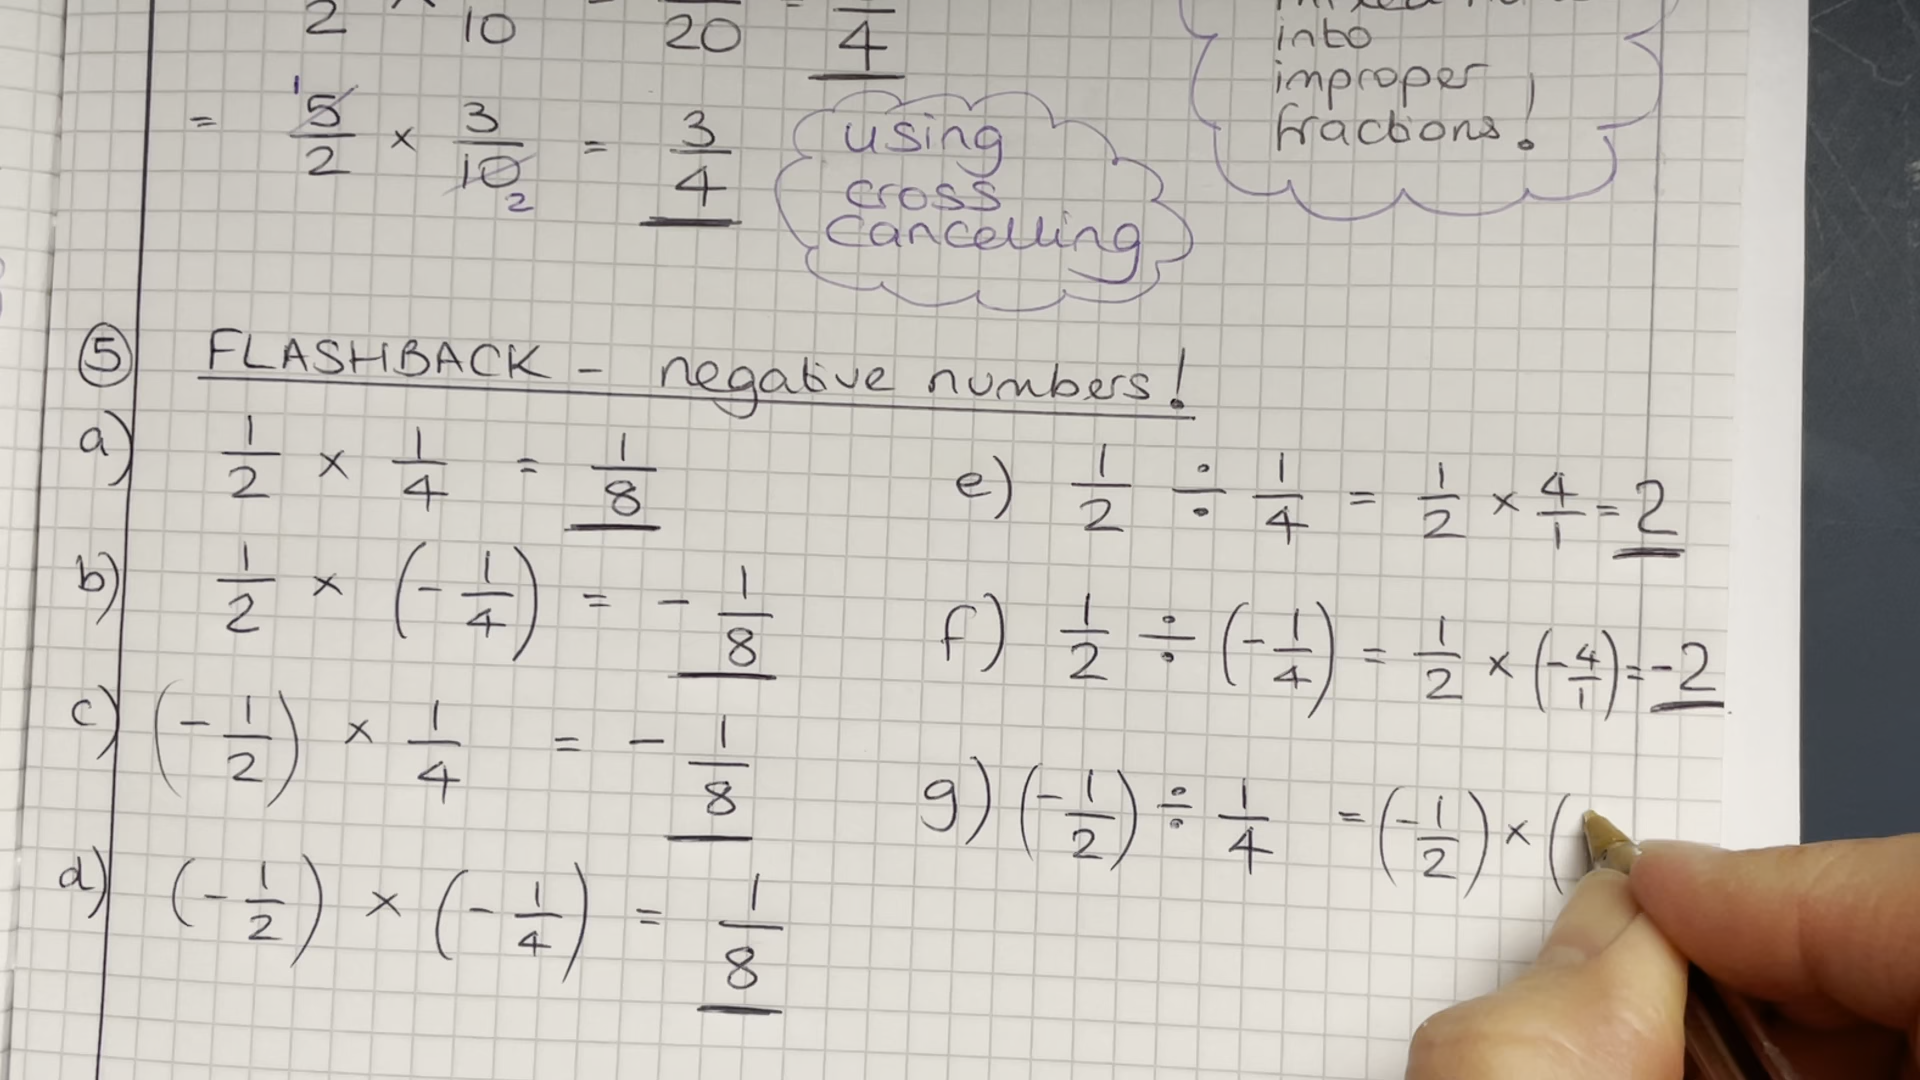 2 × 10 = 20 = 4
into
improper
fractions!
= 5/2 × 3/10 = 3/4
1
2
using
cross
cancelling
⑤ FLASHBACK - negative numbers!
a) 1/2 × 1/4 = 1/8
b) 1/2 × (-1/4) = -1/8
c) (-1/2) × 1/4 = -1/8
d) (-1/2) × (-1/4) = 1/8
e) 1/2 ÷ 1/4 = 1/2 × 4/1 = 2
f) 1/2 ÷ (-1/4) = 1/2 × (-4/1) = -2
g) (-1/2) ÷ 1/4 = (-1/2) × (